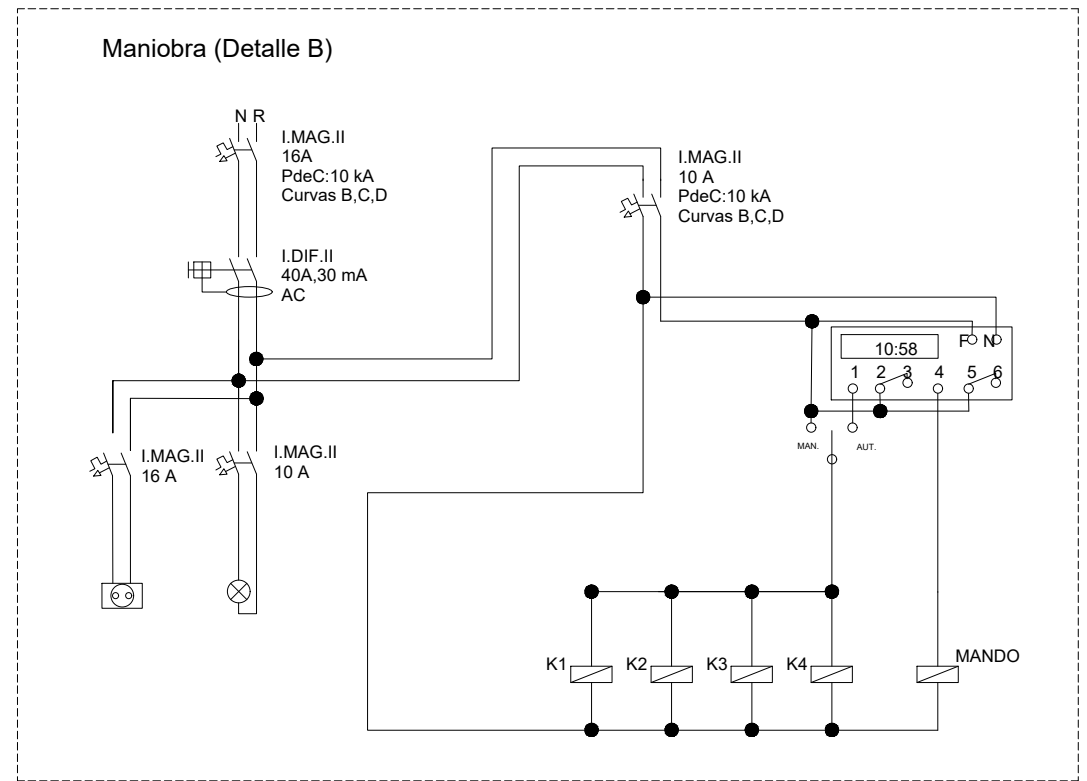 Maniobra (Detalle B)
N R
I.MAG.II
16A
PdeC:10 kA
Curvas B,C,D
I.MAG.II
10 A
PdeC:10 kA
Curvas B,C,D
I.DIF.II
40A,30 mA
AC
F N
10:58
1 2 3 4 5 6
MAN. AUT.
I.MAG.II
16 A
I.MAG.II
10 A
K1 K2 K3 K4 MANDO